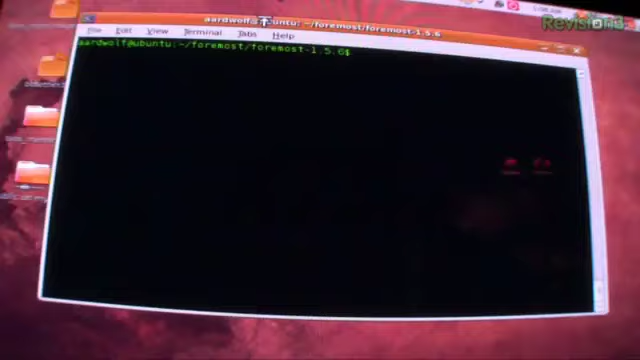 Revision3
aardwolf@ubuntu: ~/foremost/foremost-1.5.6
File Edit View Terminal Tabs Help
aardwolf@ubuntu:~/foremost/foremost-1.5.6$